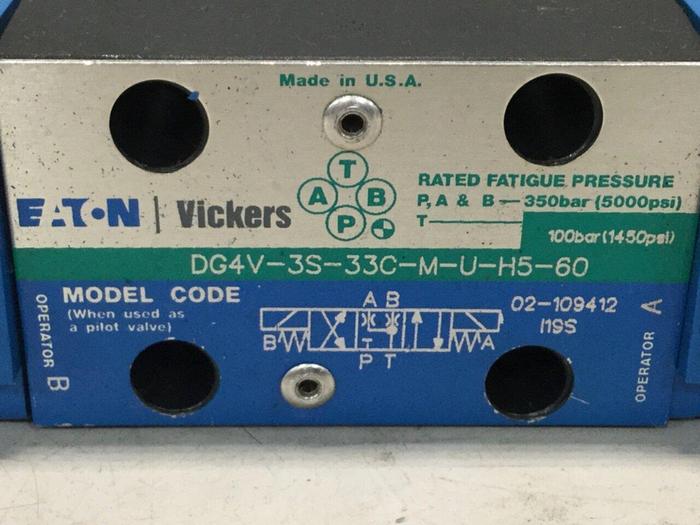 Made in U.S.A.
EATON | Vickers
T
A B
P
RATED FATIGUE PRESSURE
P, A & B — 350bar (5000psi)
T — 100bar (1450psi)
DG4V-3S-33C-M-U-H5-60
MODEL CODE
(When used as
a pilot valve)
A B
B A
P T
02-109412
119S
OPERATOR B
OPERATOR A